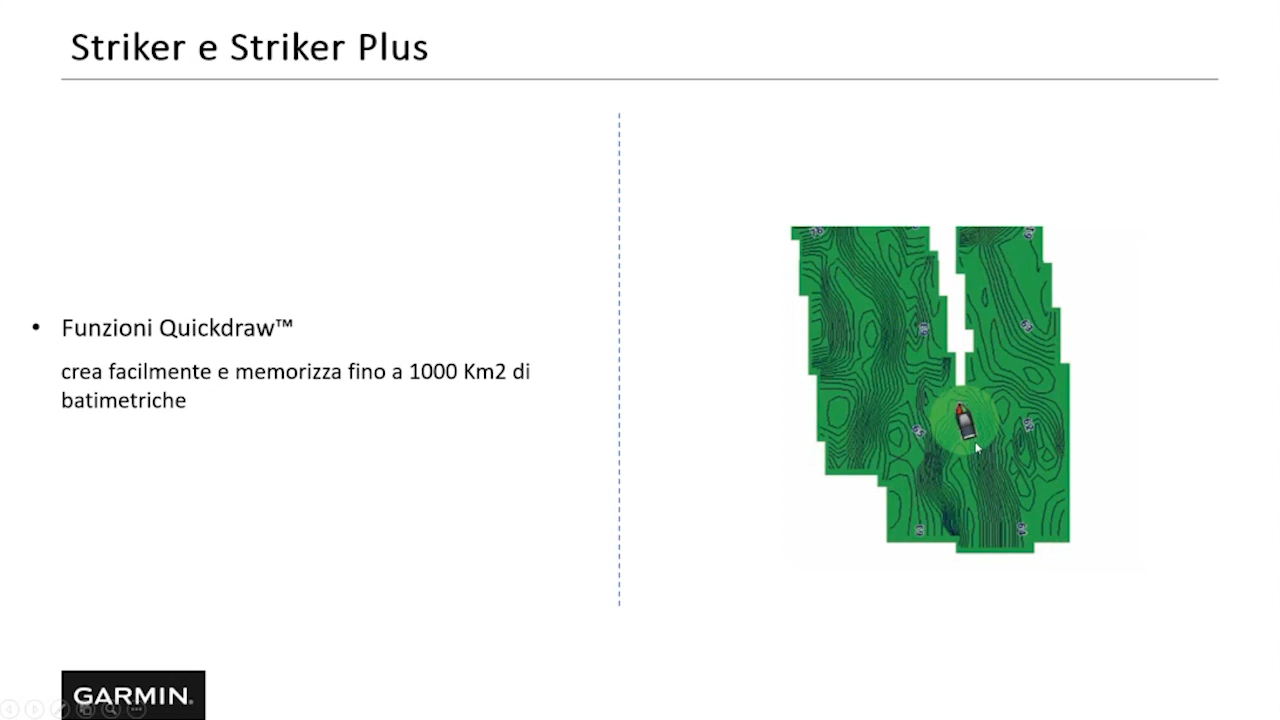 Striker e Striker Plus
• Funzioni Quickdraw™
crea facilmente e memorizza fino a 1000 Km2 di
batimetriche
GARMIN.